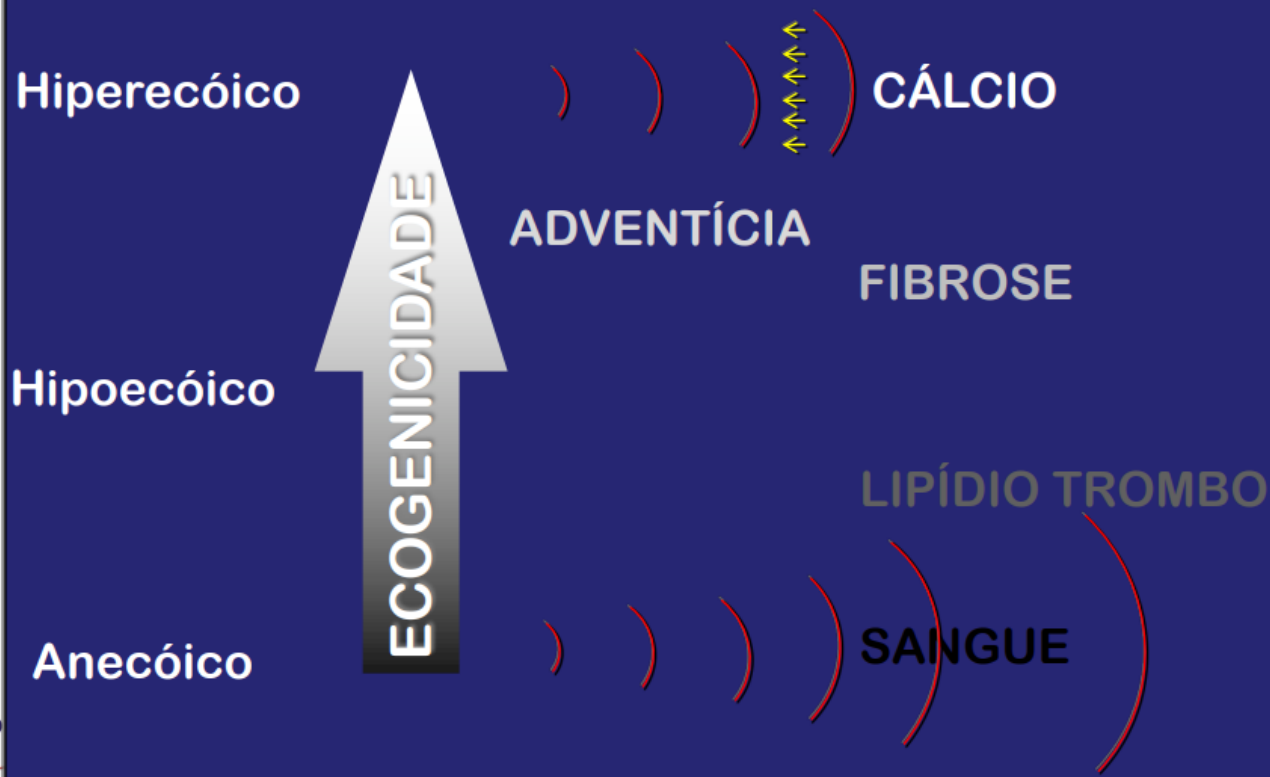 Hiperecóico
CÁLCIO
ADVENTÍCIA
FIBROSE
ECOGENICIDADE
Hipoecóico
LIPÍDIO TROMBO
SANGUE
Anecóico